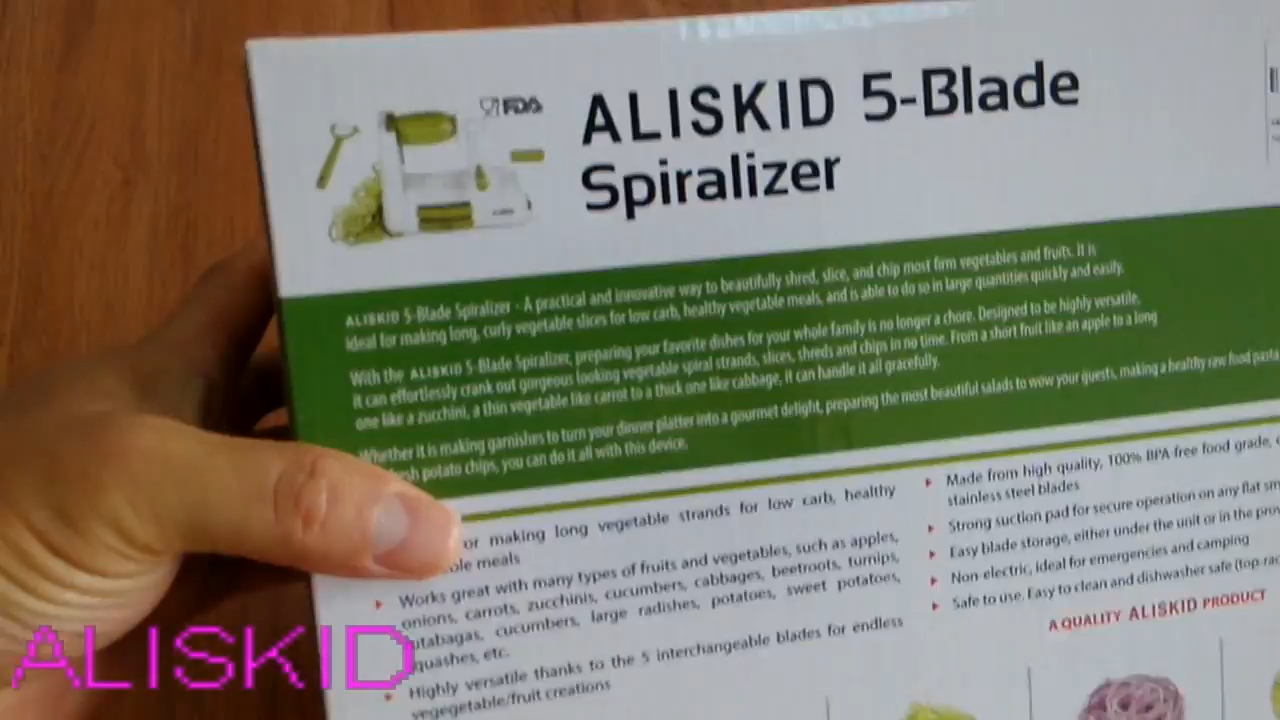 FDA
ALISKID 5-Blade
Spiralizer
ALISKID 5-Blade Spiralizer - A practical and innovative way to beautifully shred, slice, and chip most firm vegetables and fruits. It is
ideal for making long, curly vegetable slices for low carb, healthy vegetable meals, and is able to do so in large quantities quickly and easily.
With the ALISKID 5-Blade Spiralizer, preparing your favorite dishes for your whole family is no longer a chore. Designed to be highly versatile,
it can effortlessly crank out gorgeous looking vegetable spiral strands, slices, shreds and chips in no time. From a short fruit like an apple to a long
one like a zucchini, a thin vegetable like carrot to a thick one like cabbage, it can handle it all gracefully.
Whether it is making garnishes to turn your dinner platter into a gourmet delight, preparing the most beautiful salads to wow your guests, making a healthy raw food pasta
potato chips, you can do it all with this device.
or making long vegetable strands for low carb, healthy
meals
Works great with many types of fruits and vegetables, such as apples,
onions, carrots, zucchinis, cucumbers, cabbages, beetroots, turnips,
utabagas, cucumbers, large radishes, potatoes, sweet potatoes,
quashes, etc.
Highly versatile thanks to the 5 interchangeable blades for endless
vegegetable/fruit creations
Made from high quality, 100% BPA-free food grade,
stainless steel blades
Strong suction pad for secure operation on any flat
Easy blade storage, either under the unit or in the
Non-electric, ideal for emergencies and camping
Safe to use. Easy to clean and dishwasher safe
A QUALITY ALISKID PRODUCT
ALISKID